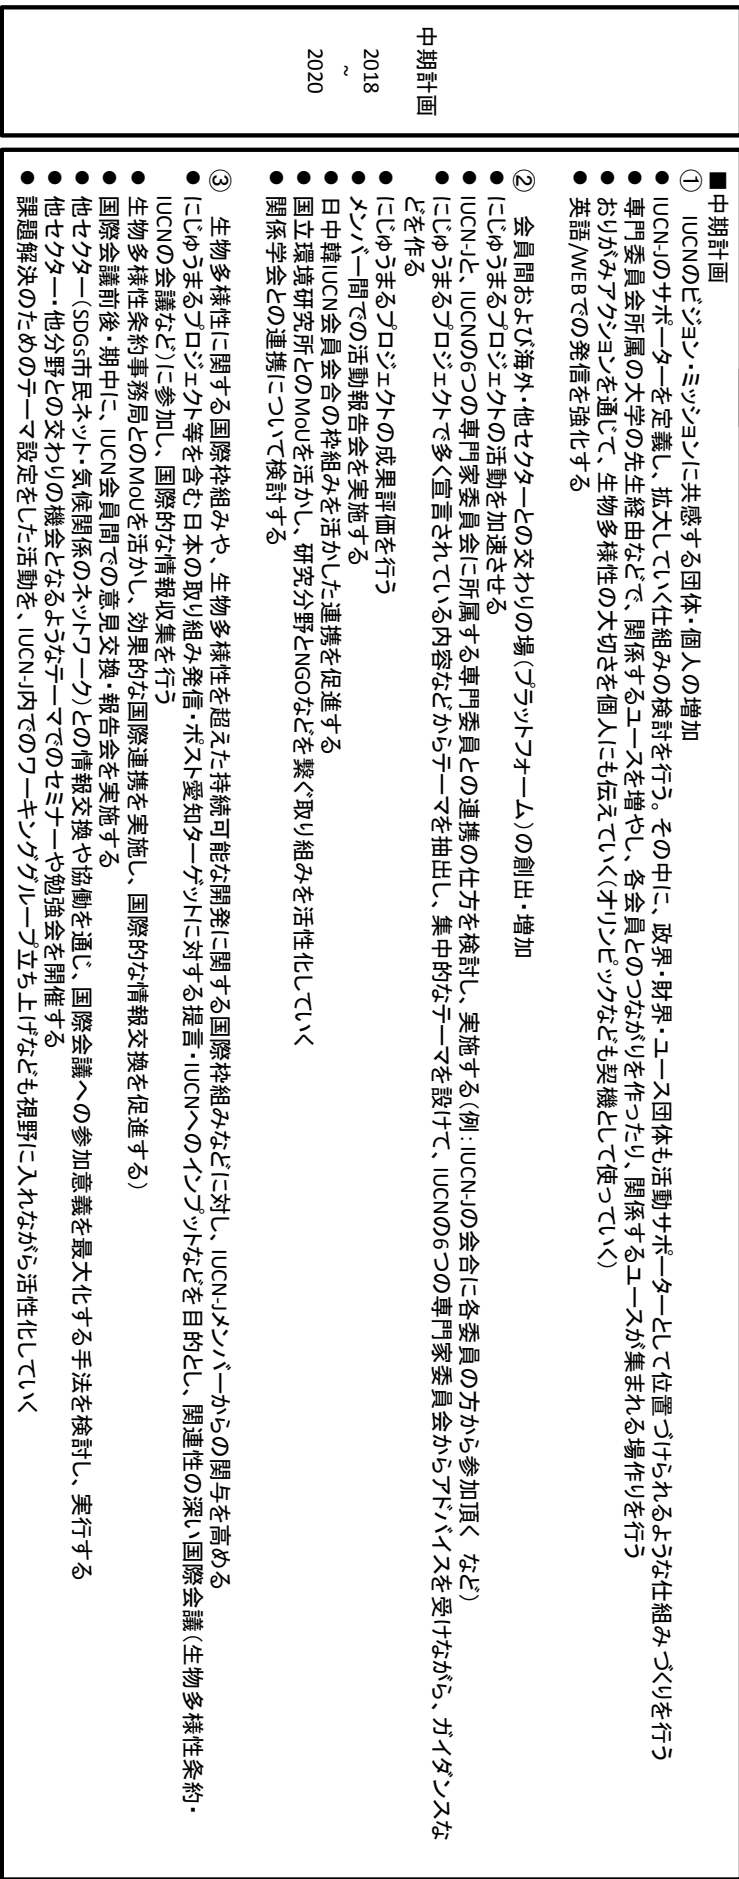 中期計画
2018
~
2020
■中期計画
① IUCNのビジョン・ミッションに共感する団体・個人の増加
● IUCN-Jのサポーターを定義し、拡大していく仕組みの検討を行う。その中に、政界・財界・ユース団体も活動サポーターとして位置づけられるような仕組みづくりを行う
● 専門委員会所属の大学の先生経由などで、関係するユースを増やし、各会員とのつながりを作ったり、関係するユースが集まれる場作りを行う
● おりがみアクションを通じて、生物多様性の大切さを個人にも伝えていく(オリンピックなども契機として使っていく)
● 英語/WEBでの発信を強化する
② 会員間および海外・他セクターとの交わりの場(プラットフォーム)の創出・増加
● にじゅうまるプロジェクトの活動を加速させる
● IUCN-Jと、IUCNの6つの専門家委員会に所属する専門委員との連携の仕方を検討し、実施する(例:IUCN-Jの会合に各委員の方から参加頂く など)
● にじゅうまるプロジェクトで多く宣言されている内容などからテーマを抽出し、集中的なテーマを設けて、IUCNの6つの専門家委員会からアドバイスを受けながら、ガイダンスな
どを作る
● にじゅうまるプロジェクトの成果評価を行う
● メンバー間での活動報告会を実施する
● 日中韓IUCN会員会合の枠組みを活かした連携を促進する
● 国立環境研究所とのMoUを活かし、研究分野とNGOなどを繋ぐ取り組みを活性化していく
● 関係学会との連携について検討する
③ 生物多様性に関する国際枠組みや、生物多様性を超えた持続可能な開発に関する国際枠組みなどに対し、IUCN-Jメンバーからの関与を高める
● にじゅうまるプロジェクト等を含む日本の取り組み発信・ポスト愛知ターゲットに対する提言・IUCNへのインプットなどを目的とし、関連性の深い国際会議(生物多様性条約・
IUCNの会議など)に参加し、国際的な情報収集を行う
● 生物多様性条約事務局とのMoUを活かし、効果的な国際連携を実施し、国際的な情報交換を促進する)
● 国際会議前後・期中に、IUCN会員間での意見交換・報告会を実施する
● 他セクター(SDGs市民ネット・気候関係のネットワーク)との情報交換や協働を通じ、国際会議への参加意義を最大化する手法を検討し、実行する
● 他セクター・他分野との交わりの機会となるようなテーマでのセミナーや勉強会を開催する
● 課題解決のためのテーマ設定をした活動を、IUCN-J内でのワーキンググループ立ち上げなども視野に入れながら活性化していく